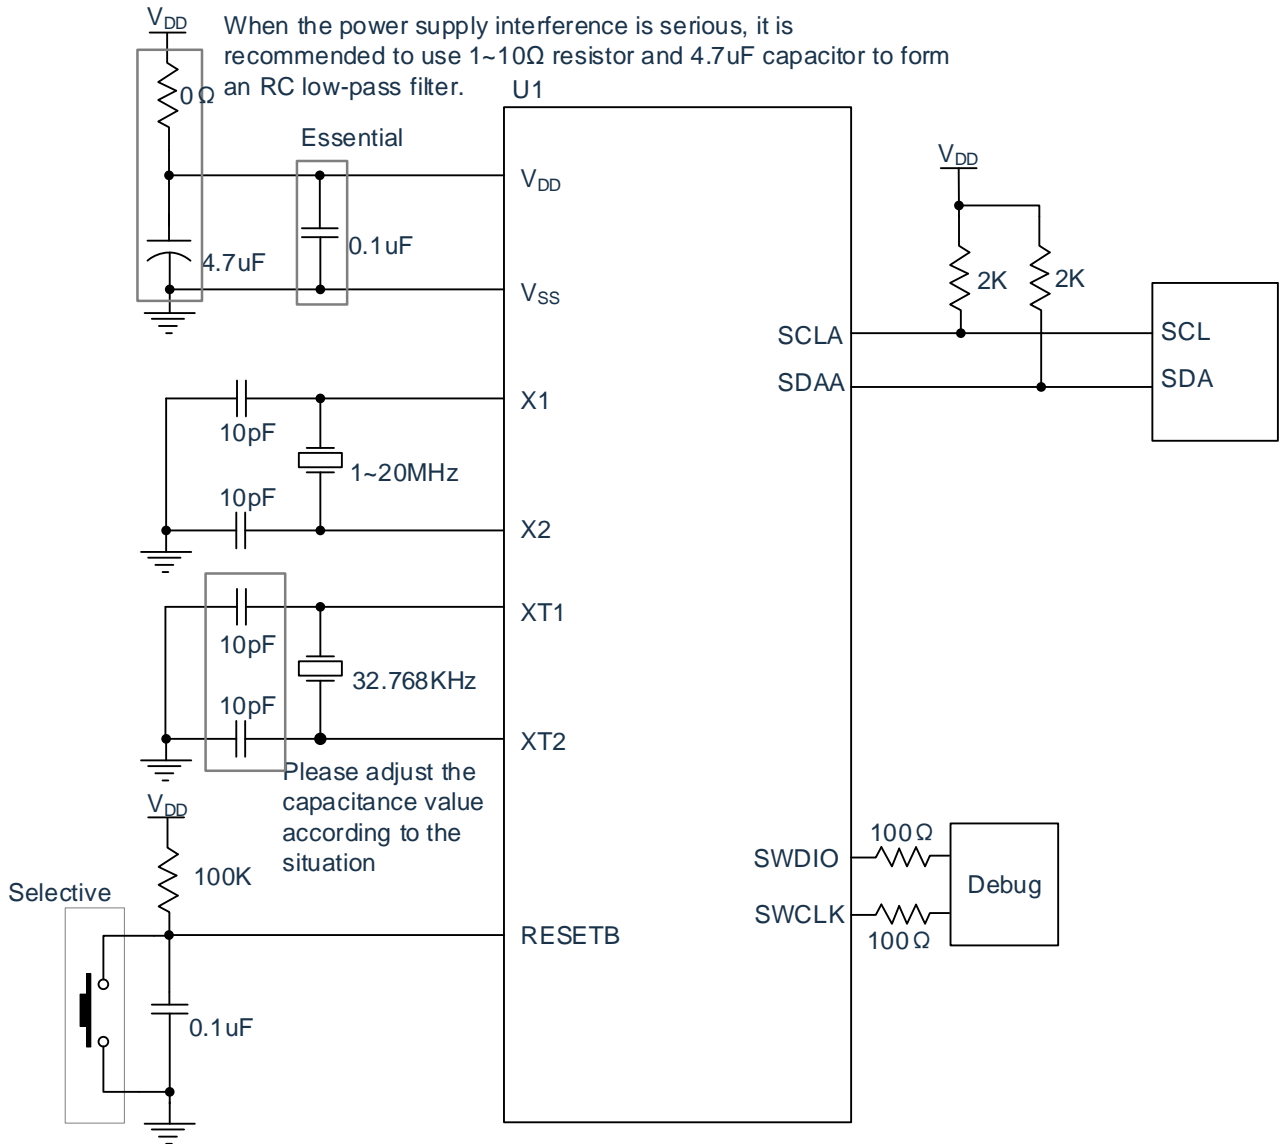 VDD
When the power supply interference is serious, it is
recommended to use 1~10Ω resistor and 4.7uF capacitor to form
an RC low-pass filter.
0Ω
U1
Essential
VDD
VDD
0.1uF
4.7uF
VSS
2K
2K
SCLA
SCL
SDAA
SDA
X1
10pF
1~20MHz
10pF
X2
XT1
10pF
32.768KHz
10pF
XT2
Please adjust the
capacitance value
according to the
situation
VDD
100K
Selective
RESETB
0.1uF
SWDIO
100Ω
Debug
SWCLK
100Ω